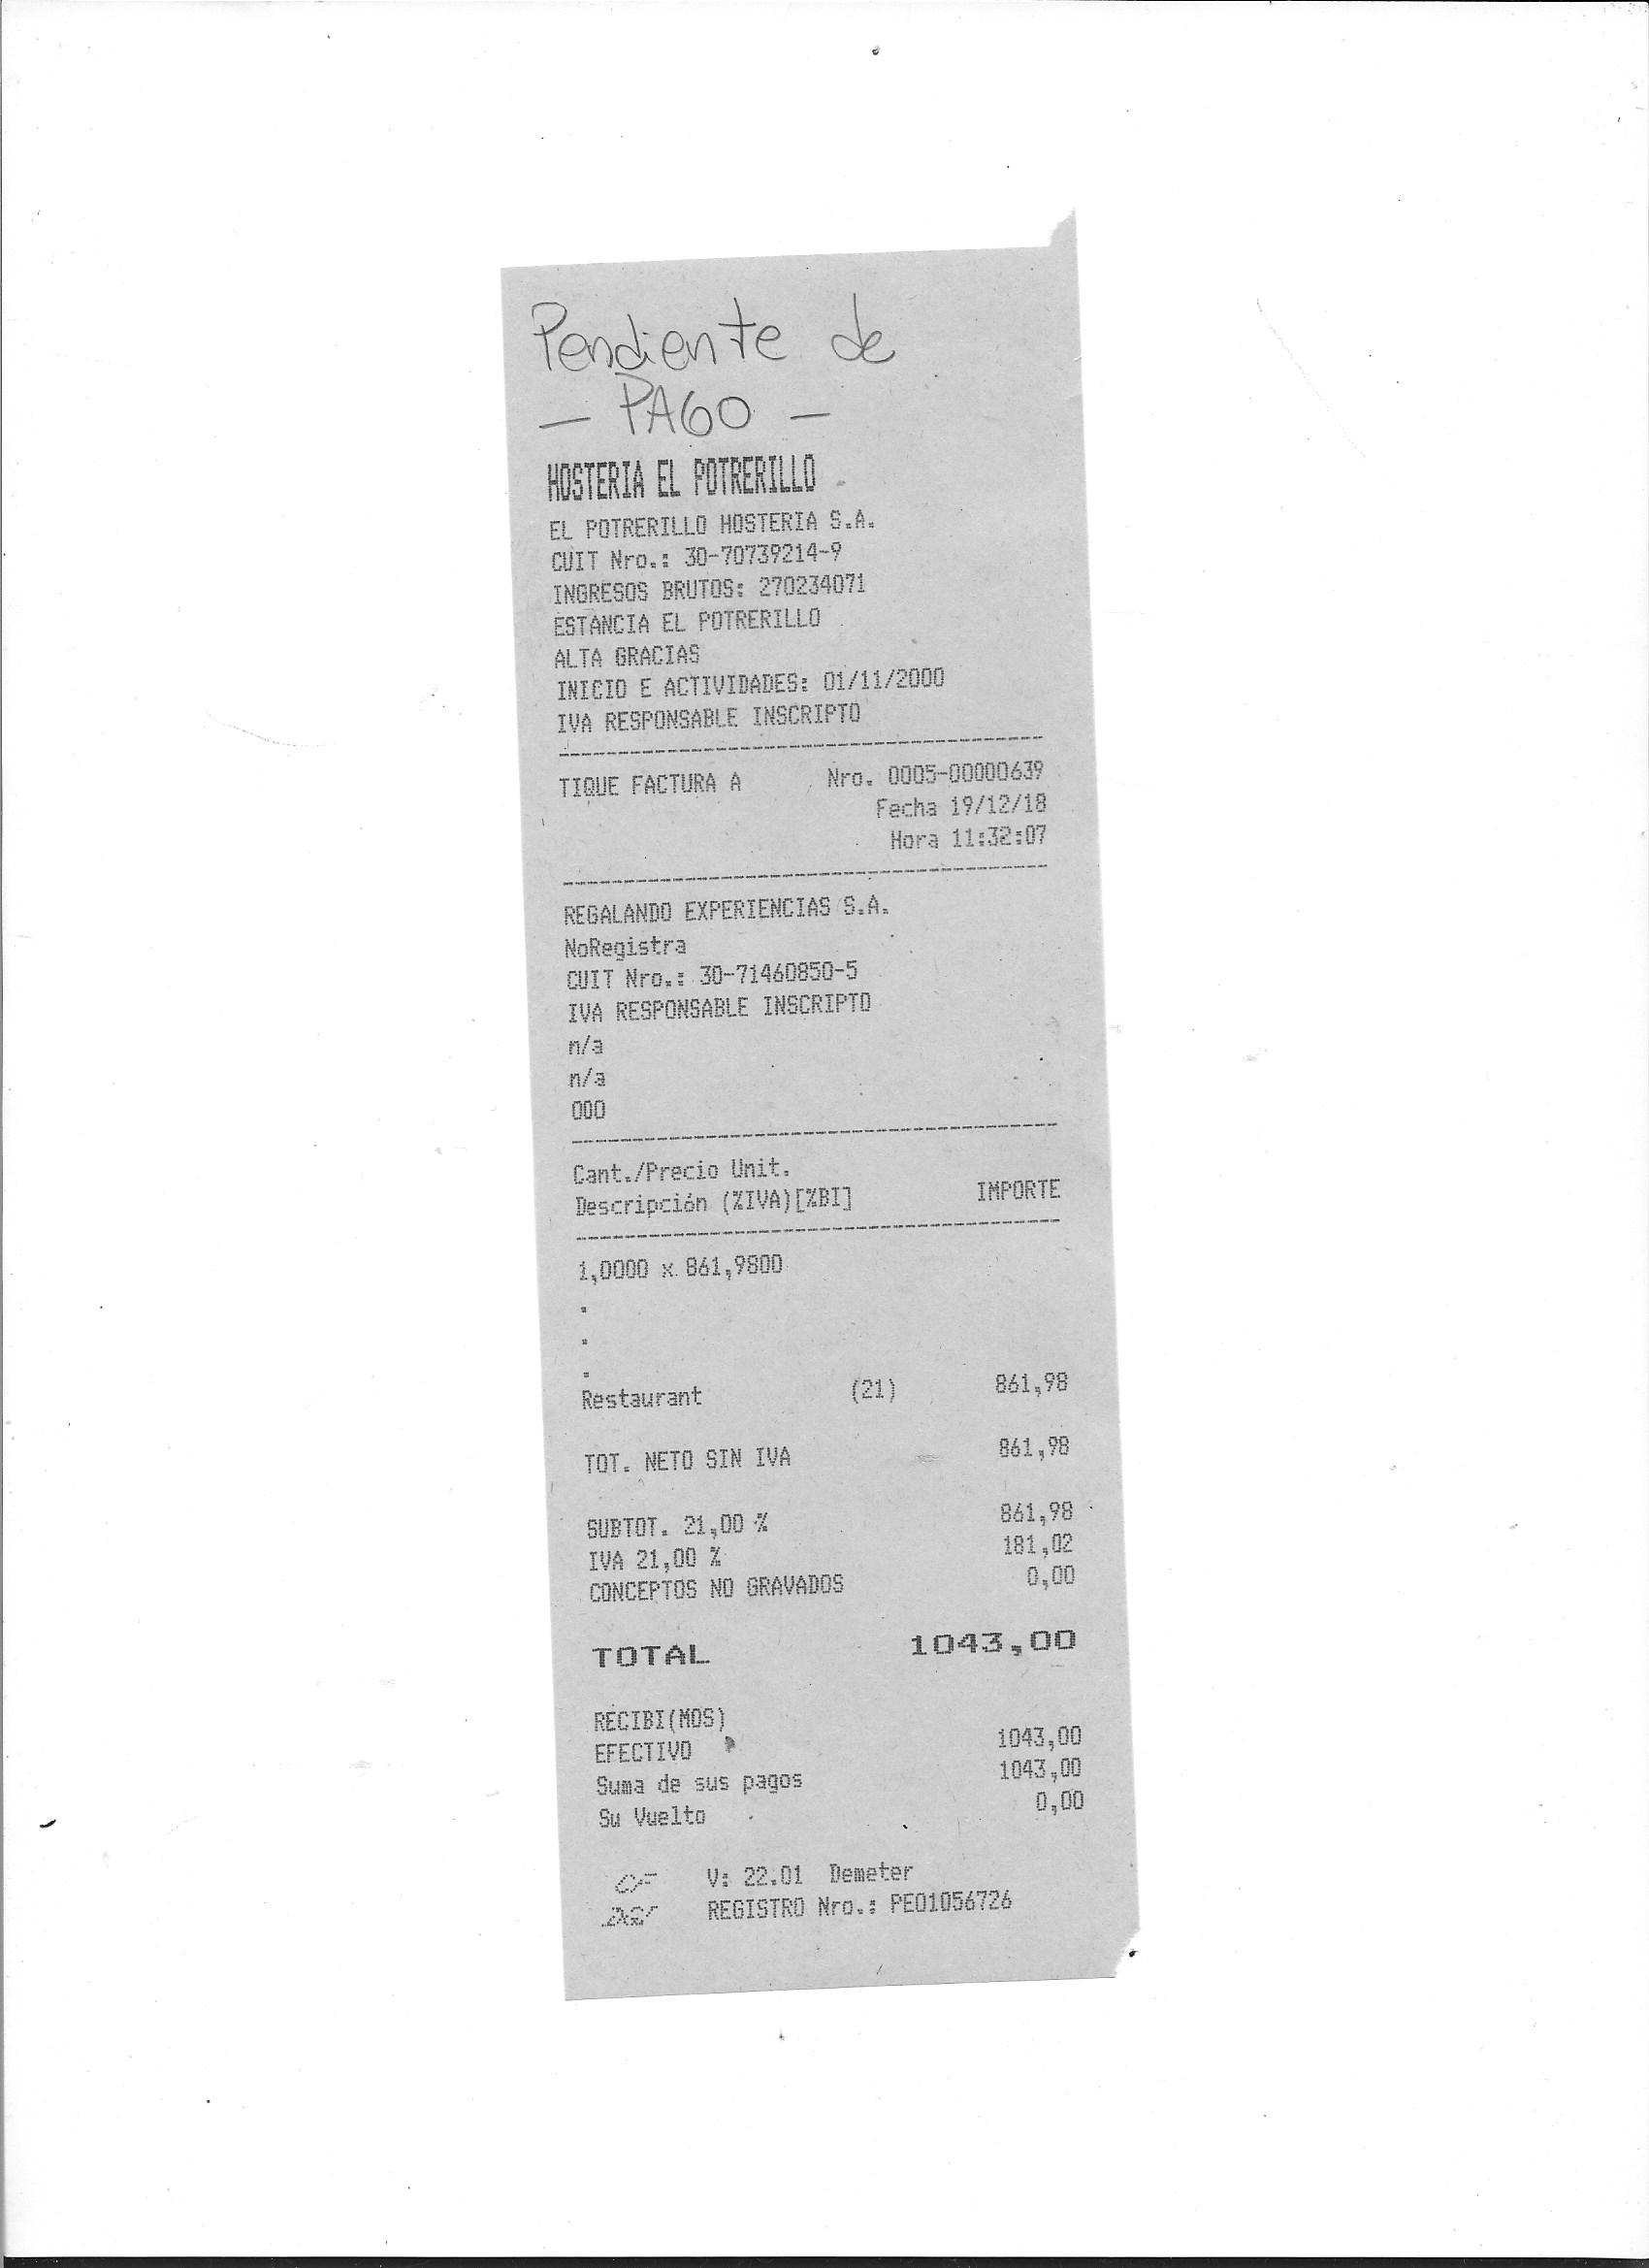 Pendiente de
- PAGO -
HOSTERIA EL POTRERILLO
EL POTRERILLO HOSTERIA S.A.
CUIT Nro.: 30-70739214-9
INGRESOS BRUTOS: 270234071
ESTANCIA EL POTRERILLO
ALTA GRACIAS
INICIO E ACTIVIDADES: 01/11/2000
IVA RESPONSABLE INSCRIPTO
TIQUE FACTURA A Nro. 0005-00000639
Fecha 19/12/18
Hora 11:32:07
REGALANDO EXPERIENCIAS S.A.
NoRegistra
CUIT Nro.: 30-71460850-5
IVA RESPONSABLE INSCRIPTO
n/a
n/a
000
Cant./Precio Unit.
Descripción (%IVA)[%BI] IMPORTE
1,0000 x 861,9800
.
.
.
Restaurant (21) 861,98
TOT. NETO SIN IVA 861,98
SUBTOT. 21,00 % 861,98
IVA 21,00 % 181,02
CONCEPTOS NO GRAVADOS 0,00
TOTAL 1043,00
RECIBI(MOS)
EFECTIVO 1043,00
Suma de sus pagos 1043,00
Su Vuelto 0,00
CF V: 22.01 Demeter
REGISTRO Nro.: PEO1056726